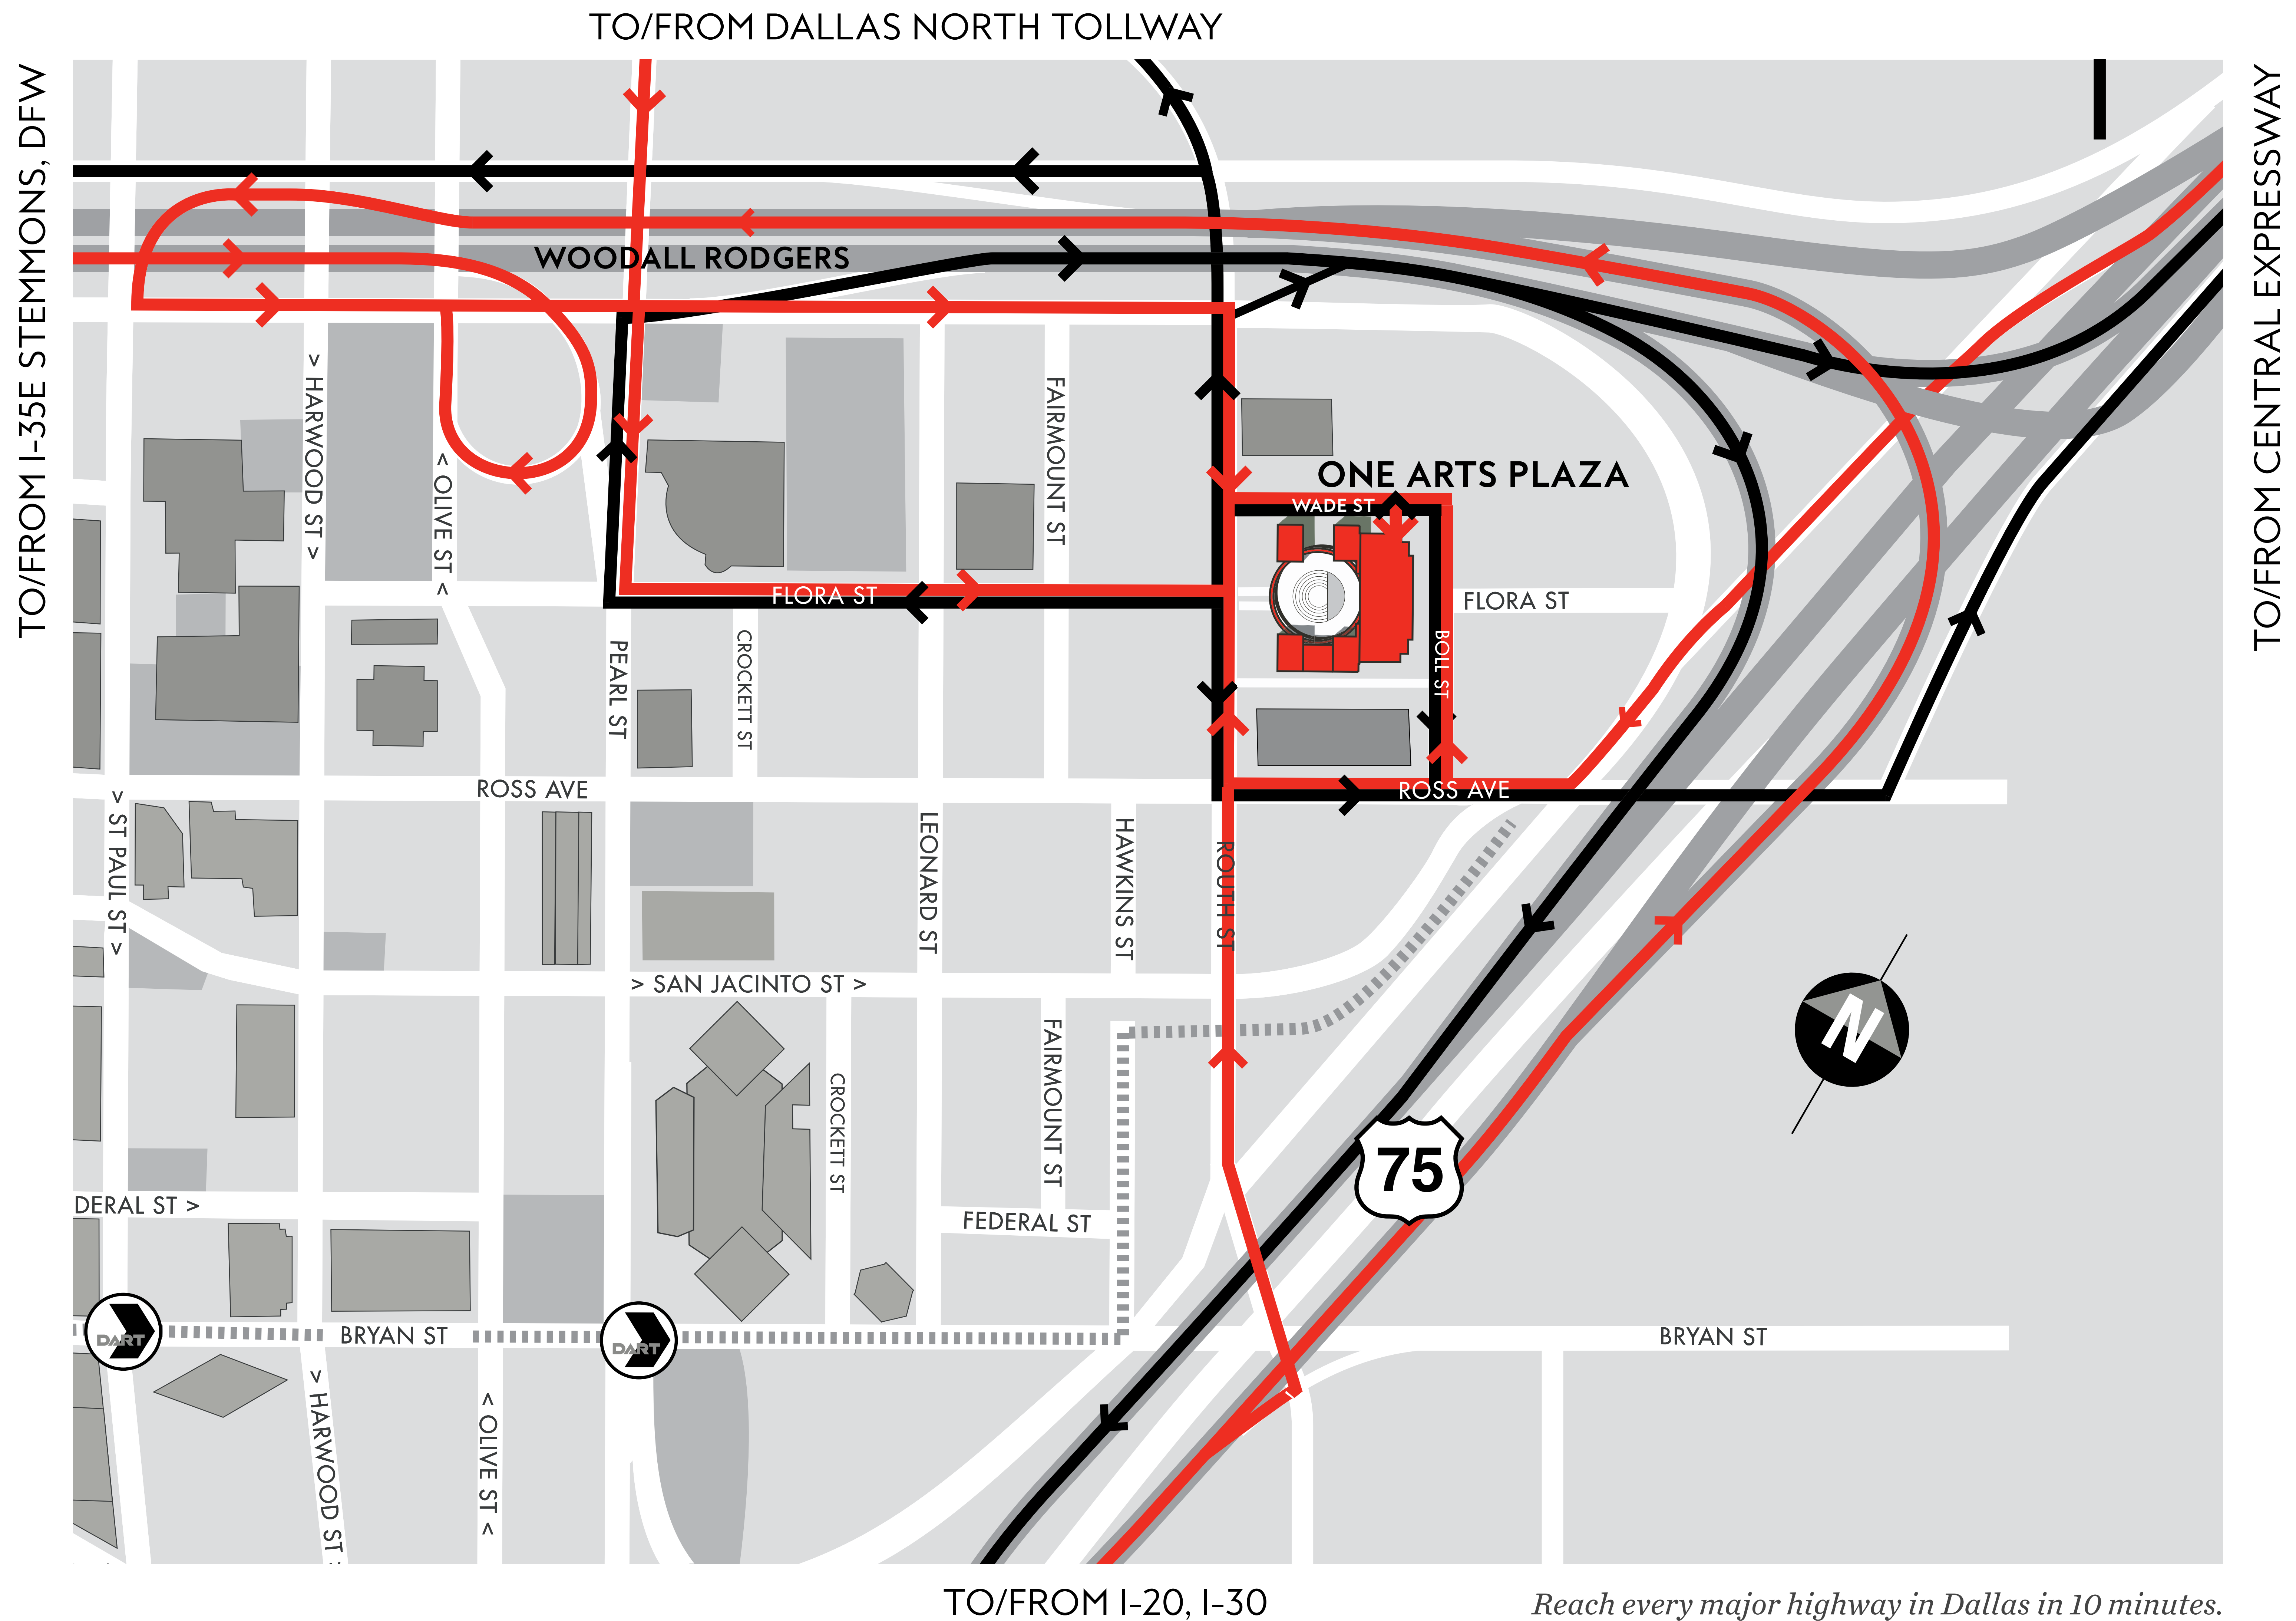 TO/FROM DALLAS NORTH TOLLWAY
TO/FROM I-35E STEMMONS, DFW
TO/FROM CENTRAL EXPRESSWAY
WOODALL RODGERS
> HARWOOD ST >
< OLIVE ST <
FAIRMOUNT ST
ONE ARTS PLAZA
WADE ST
FLORA ST
FLORA ST
PEARL ST
CROCKETT ST
BOLL ST
ROSS AVE
ROSS AVE
< ST PAUL ST >
LEONARD ST
HAWKINS ST
ROUTH ST
> SAN JACINTO ST >
N
CROCKETT ST
FAIRMOUNT ST
75
DERAL ST >
FEDERAL ST
DART
BRYAN ST
DART
BRYAN ST
> HARWOOD ST >
< OLIVE ST <
TO/FROM I-20, I-30
Reach every major highway in Dallas in 10 minutes.